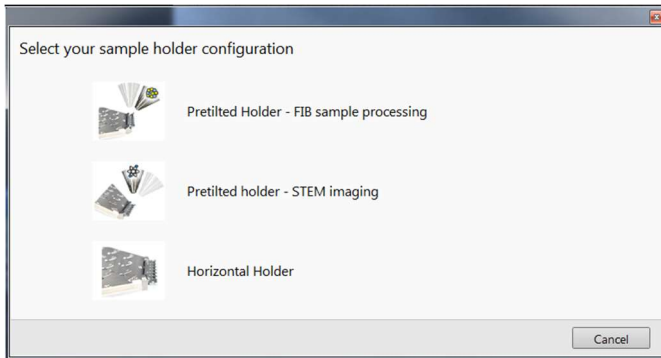 Select your sample holder configuration
Pretilted Holder - FIB sample processing
Pretilted holder - STEM imaging
Horizontal Holder
Cancel